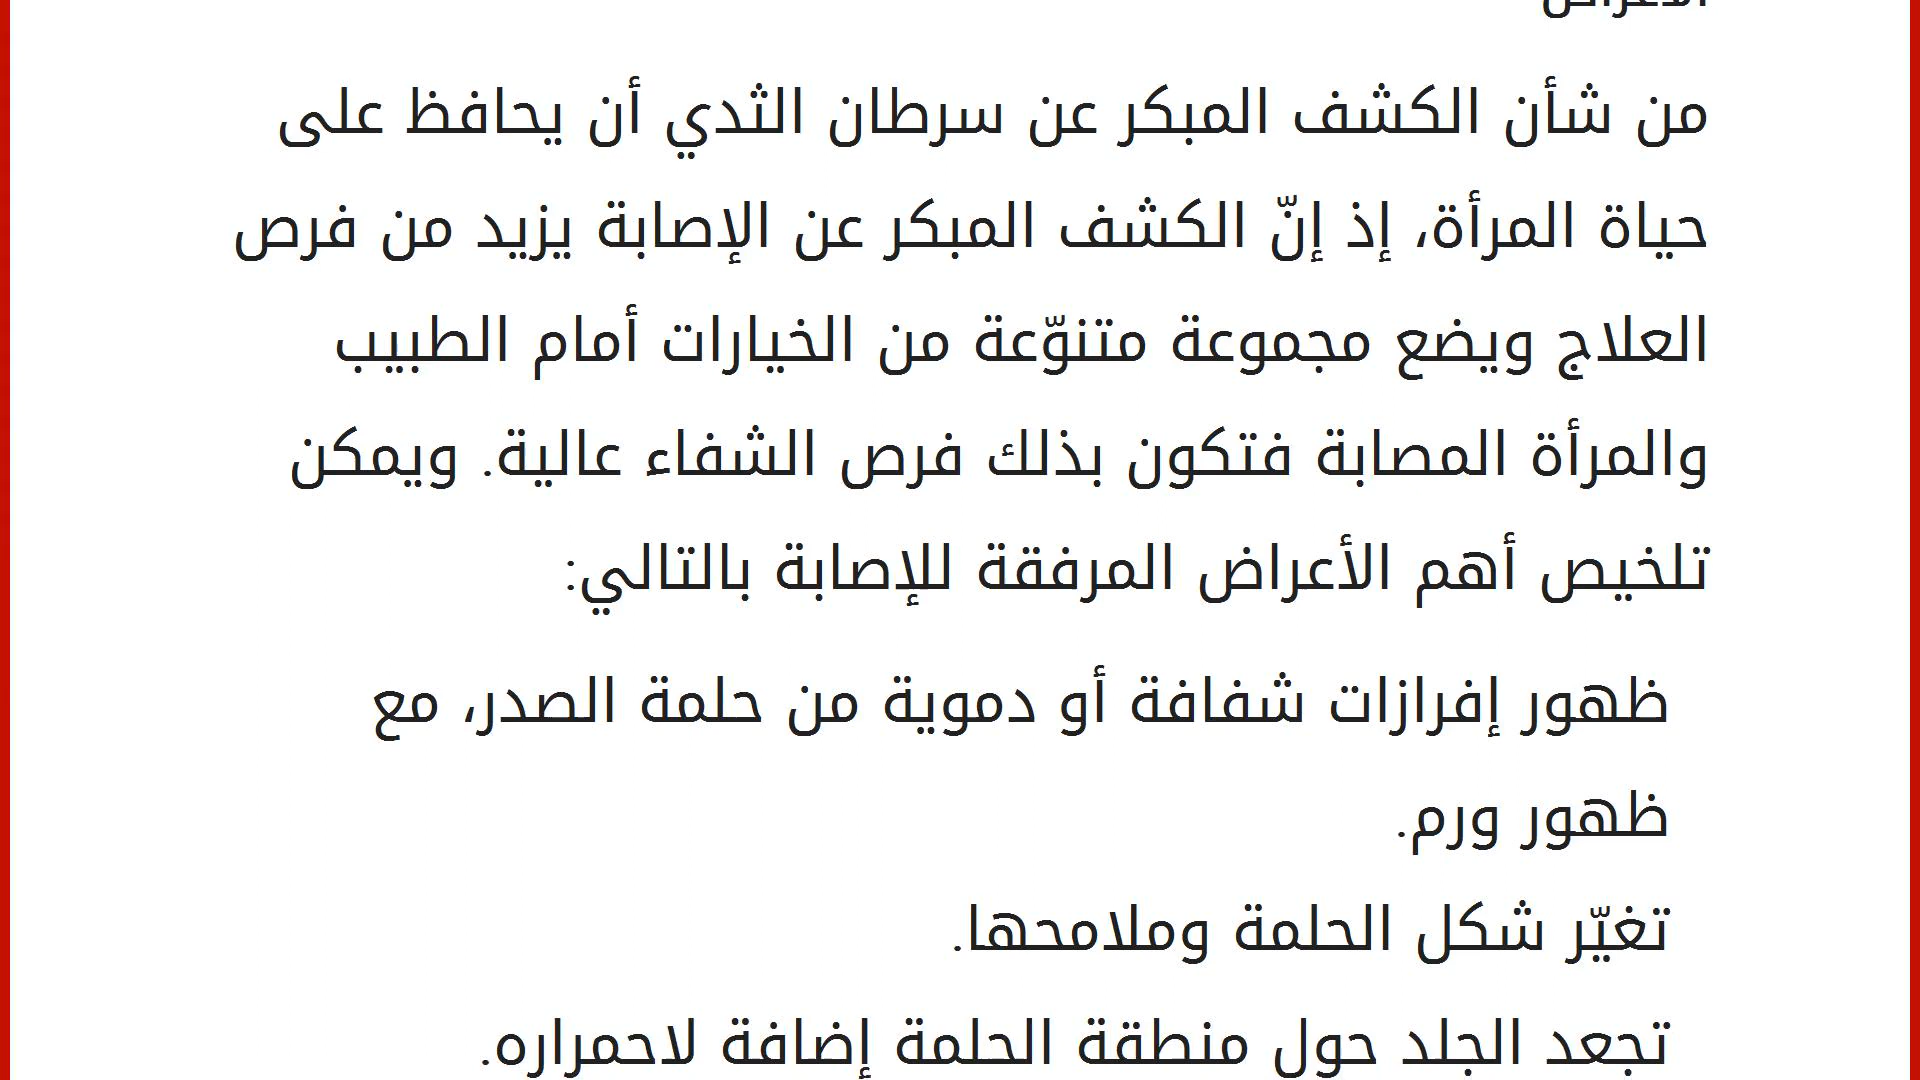 من شأن الكشف المبكر عن سرطان الثدي أن يحافظ على
حياة المرأة، إذ إنّ الكشف المبكر عن الإصابة يزيد من فرص
العلاج ويضع مجموعة متنوّعة من الخيارات أمام الطبيب
والمرأة المصابة فتكون بذلك فرص الشفاء عالية. ويمكن
تلخيص أهم الأعراض المرفقة للإصابة بالتالي:
ظهور إفرازات شفافة أو دموية من حلمة الصدر، مع
ظهور ورم.
تغيّر شكل الحلمة وملامحها.
تجعد الجلد حول منطقة الحلمة إضافة لاحمراره.